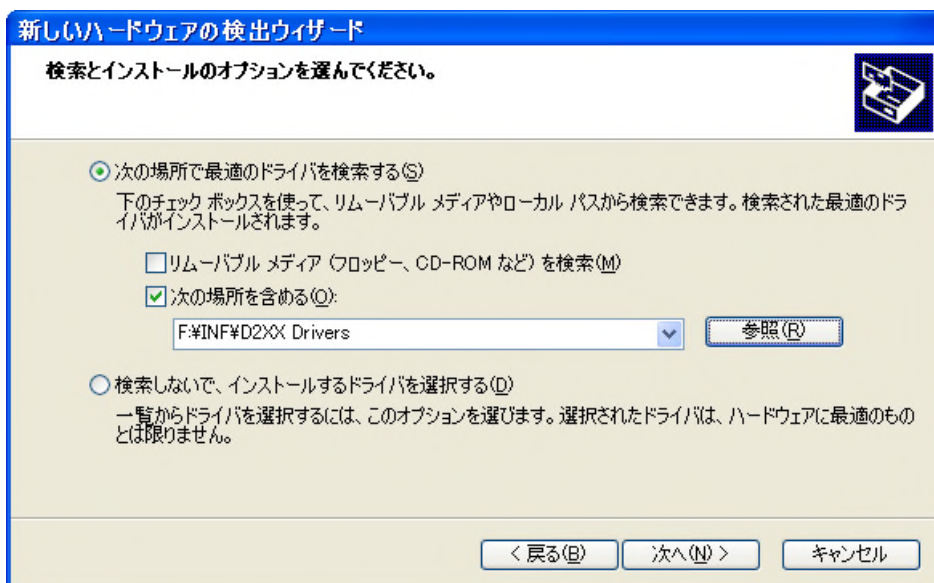 新しいハードウェアの検出ウィザード
検索とインストールのオプションを選んでください。
次の場所で最適のドライバを検索する(S)
下のチェック ボックスを使って、リムーバブル メディアやローカル パスから検索できます。検索された最適のドラ
イバがインストールされます。
リムーバブル メディア (フロッピー、CD-ROM など) を検索(M)
次の場所を含める(O):
F:¥INF¥D2XX Drivers
参照(R)
検索しないで、インストールするドライバを選択する(D)
一覧からドライバを選択するには、このオプションを選びます。選択されたドライバは、ハードウェアに最適のもの
とは限りません。
< 戻る(B) 次へ(N) > キャンセル